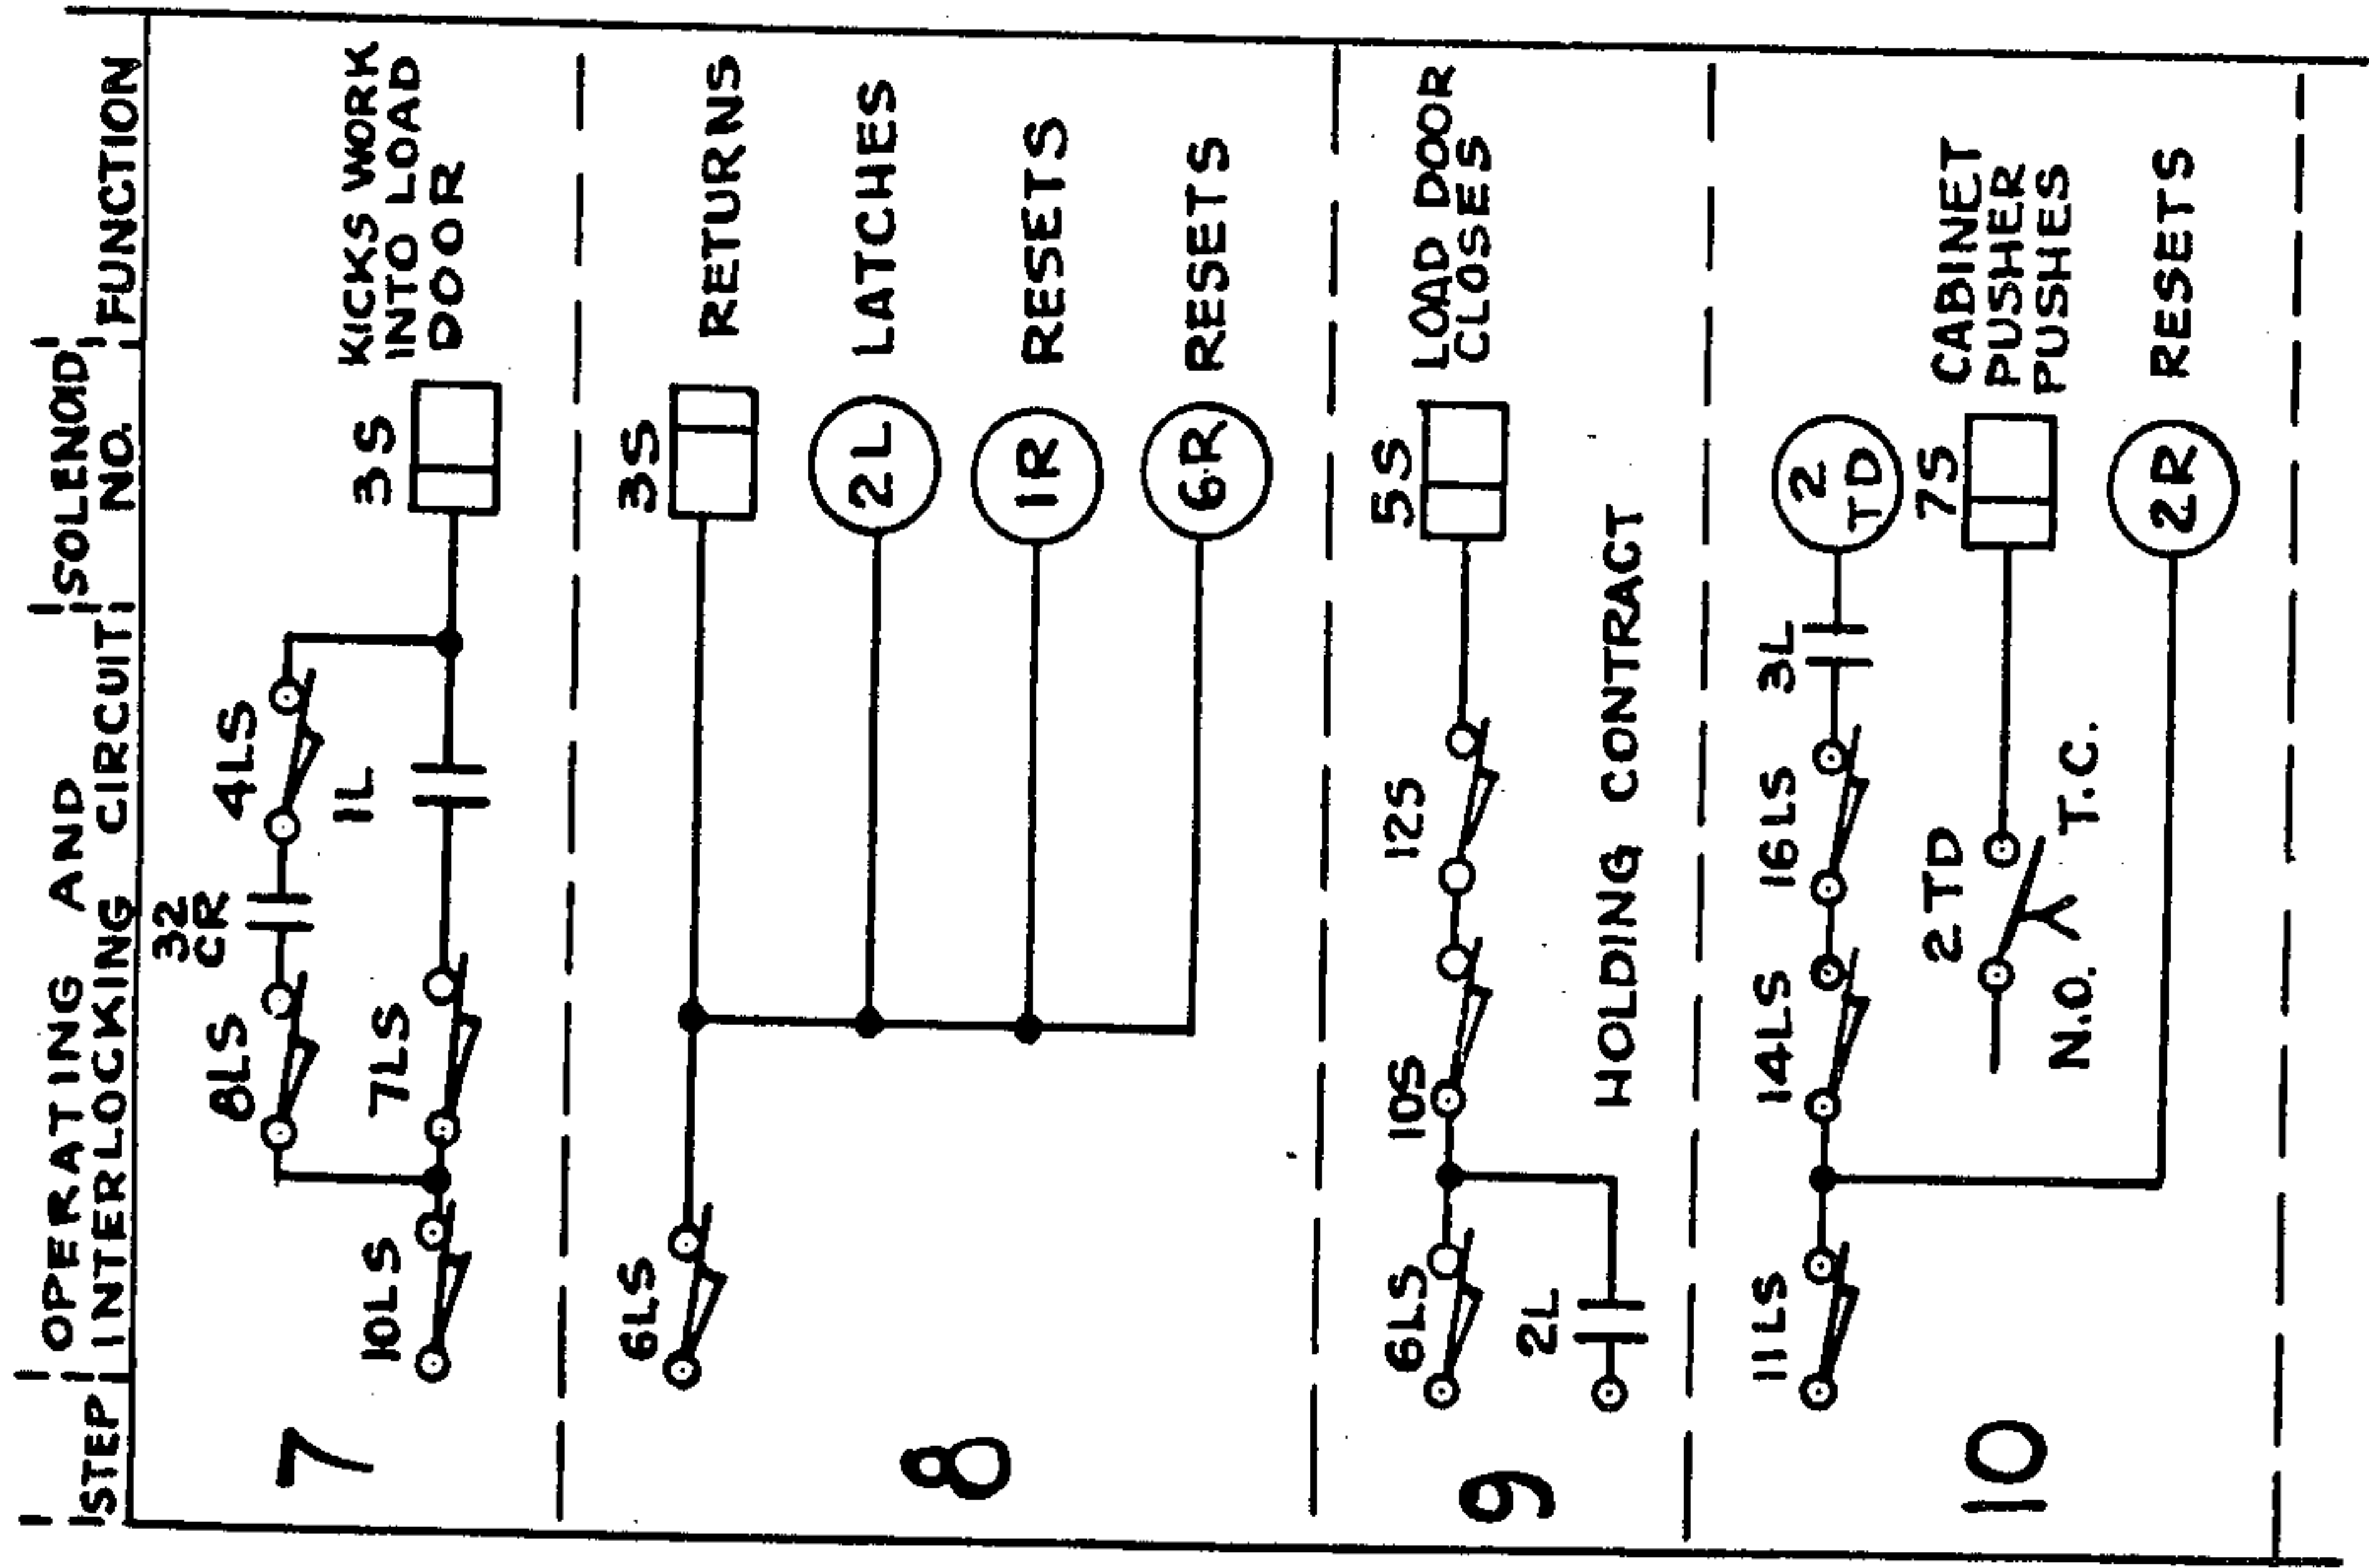 STEP
OPERATING AND
INTERLOCKING CIRCUIT
SOLENOID
NO.
FUNCTION
7
8LS
32
CR
4LS
10LS
7LS
1L
3S
KICKS WORK
INTO LOAD
DOOR
8
6LS
3S
RETURNS
2L
LATCHES
1R
RESETS
6R
RESETS
9
6LS
10S
12S
5S
LOAD DOOR
CLOSES
2L
HOLDING CONTRACT
10
11LS
14LS
16LS
3L
2
TD
2TD
N.O.
T.C.
7S
CABINET
PUSHER
PUSHES
2R
RESETS